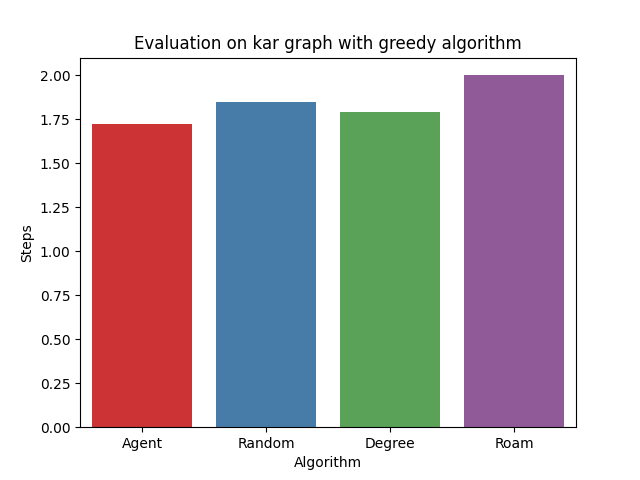 Evaluation on kar graph with greedy algorithm
2.00
1.75
1.50
1.25
1.00
0.75
0.50
0.25
0.00
Steps
Agent Random Degree Roam
Algorithm